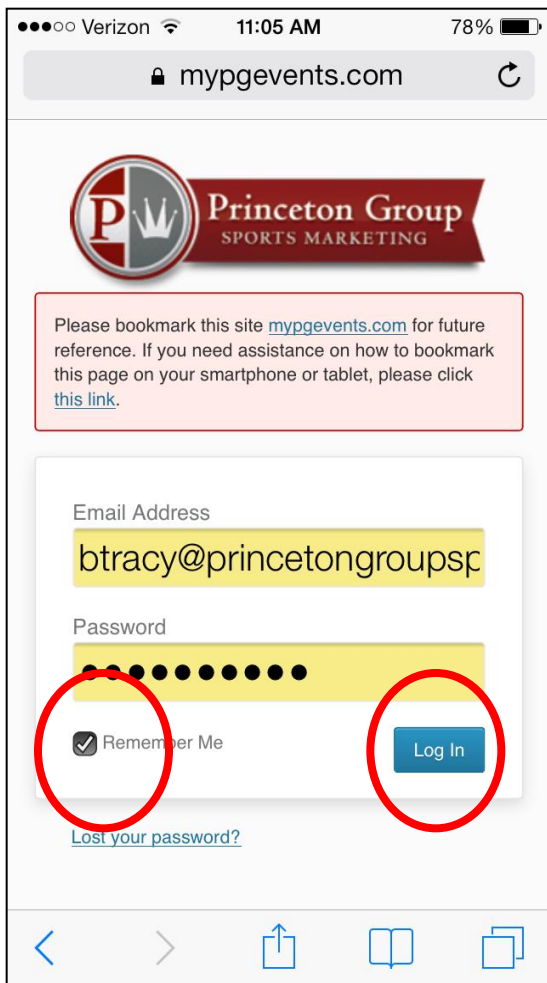 Verizon 11:05 AM 78%
mypgevents.com
P Princeton Group
SPORTS MARKETING
Please bookmark this site mypgevents.com for future
reference. If you need assistance on how to bookmark
this page on your smartphone or tablet, please click
this link.
Email Address
btracy@princetongroupsp
Password
●●●●●●●●●●
Remember Me
Log In
Lost your password?